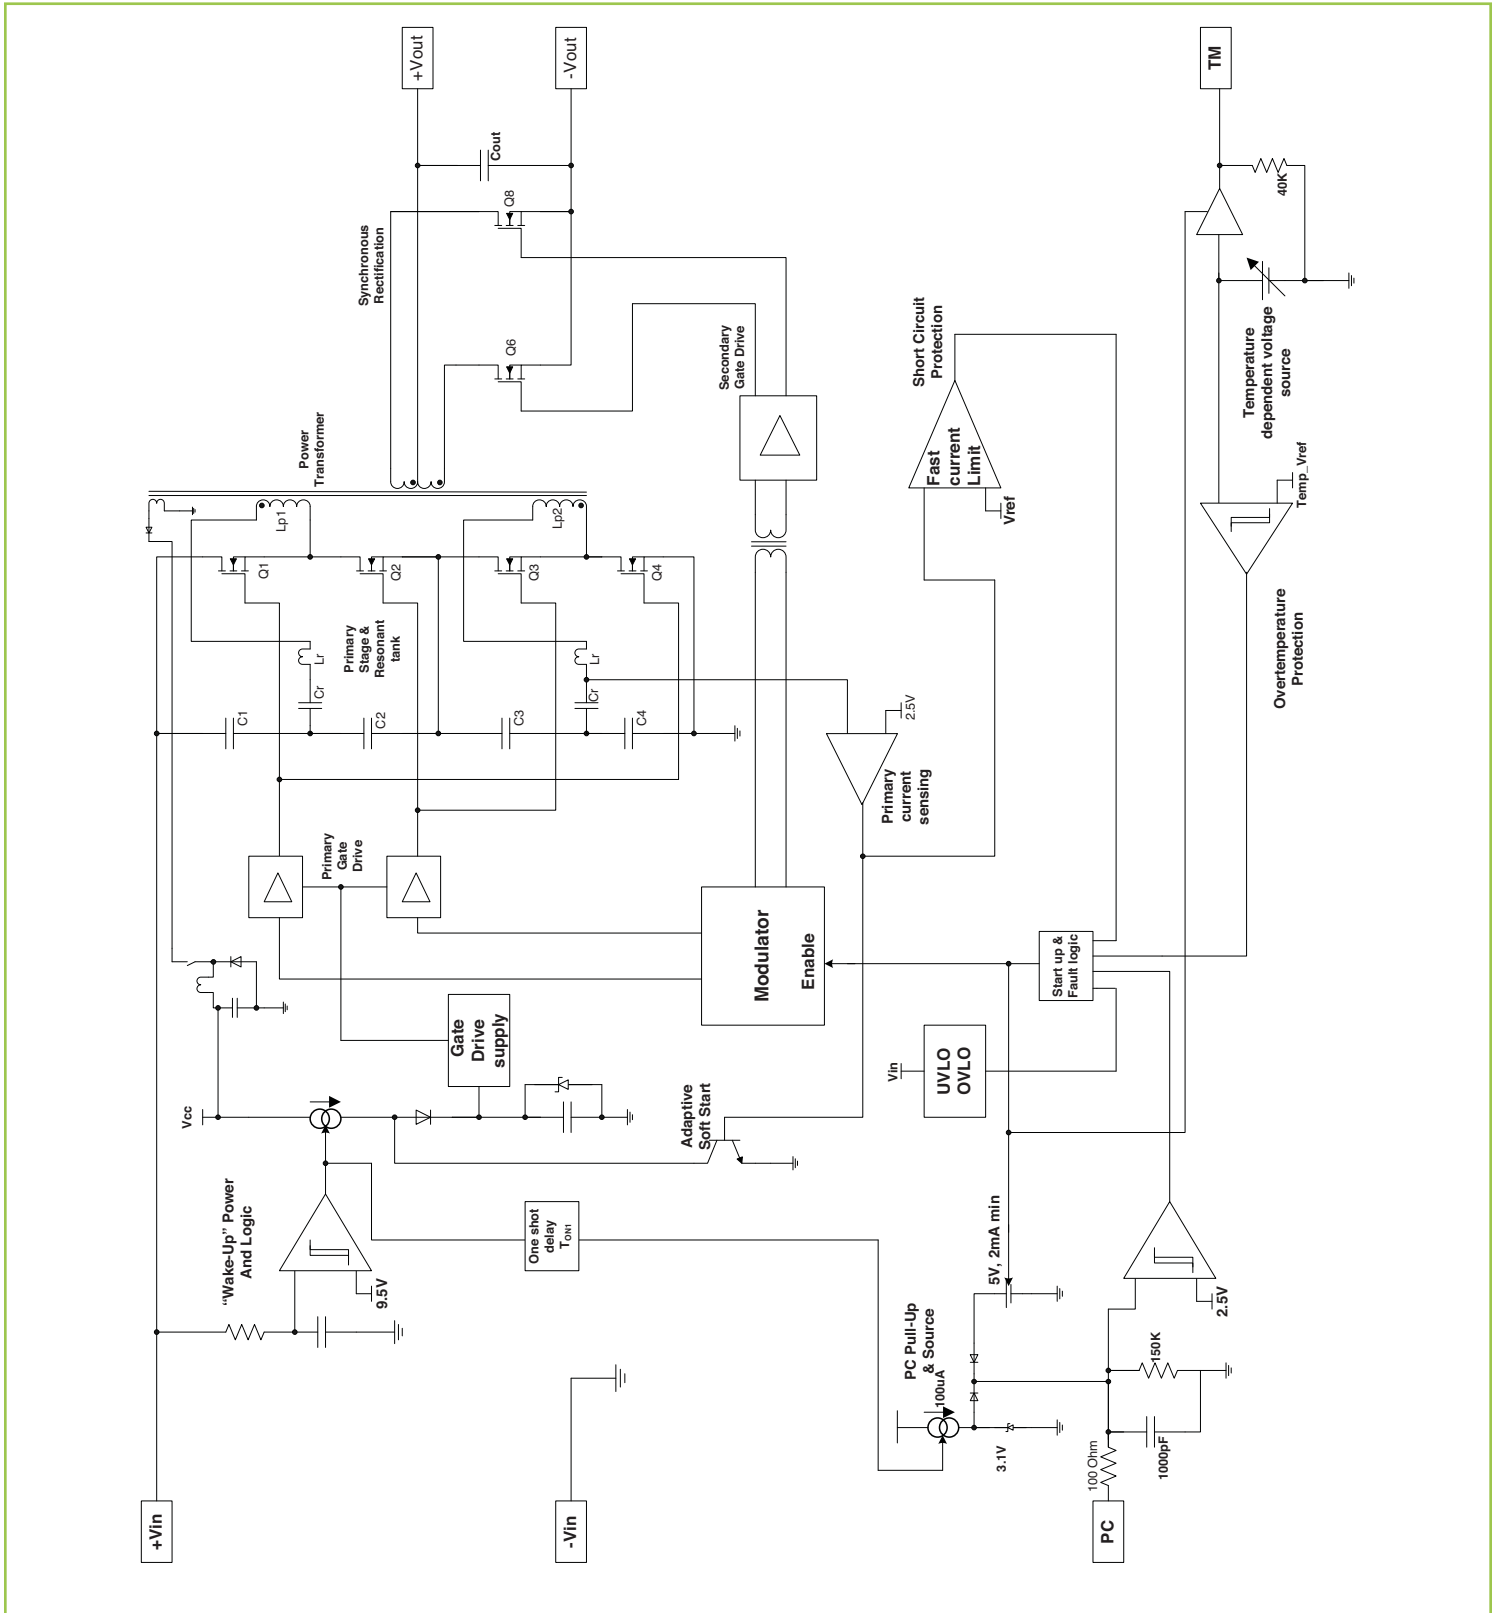 +Vout
-Vout
TM
Cout
Q8
40K
Synchronous
Rectification
Q6
Secondary
Gate Drive
Short Circuit
Protection
Temperature
dependent voltage
source
Power
Transformer
Fast
current
Limit
Vref
Temp_Vref
Lp1
Lp2
Q1
Q2
Q3
Q4
Primary
Stage &
Resonant
tank
Lr
Lr
Cr
Cr
C1
C2
C3
C4
2.5V
Primary
current
sensing
Overtemperature
Protection
Primary
Gate
Drive
Modulator
Enable
Start up &
Fault logic
Gate
Drive
supply
Vin
UVLO
OVLO
Vcc
Adaptive
Soft Start
"Wake-Up" Power
And Logic
9.5V
One shot
delay
TON1
5V, 2mA min
PC Pull-Up
& Source
100uA
3.1V
2.5V
150K
1000pF
100 Ohm
+Vin
-Vin
PC